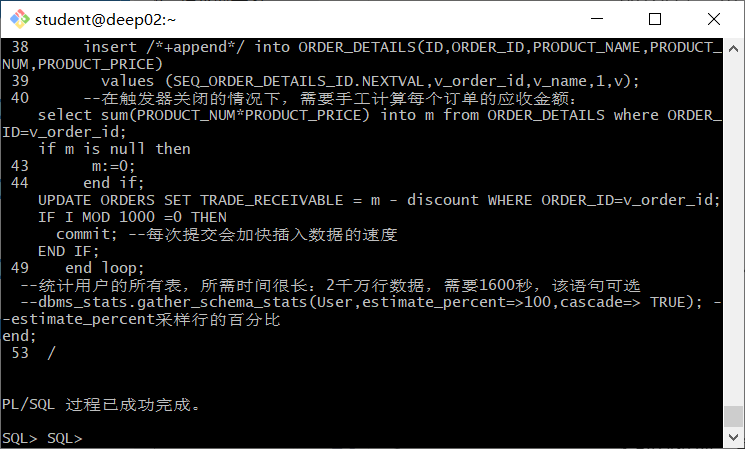 student@deep02:~
38      insert /*+append*/ into ORDER_DETAILS(ID,ORDER_ID,PRODUCT_NAME,PRODUCT_
NUM,PRODUCT_PRICE)
39        values (SEQ_ORDER_DETAILS_ID.NEXTVAL,v_order_id,v_name,1,v);
40      --在触发器关闭的情况下，需要手工计算每个订单的应收金额：
select sum(PRODUCT_NUM*PRODUCT_PRICE) into m from ORDER_DETAILS where ORDER_
ID=v_order_id;
if m is null then
43       m:=0;
44      end if;
UPDATE ORDERS SET TRADE_RECEIVABLE = m - discount WHERE ORDER_ID=v_order_id;
IF I MOD 1000 =0 THEN
commit; --每次提交会加快插入数据的速度
END IF;
49    end loop;
--统计用户的所有表，所需时间很长：2千万行数据，需要1600秒，该语句可选
--dbms_stats.gather_schema_stats(User,estimate_percent=>100,cascade=> TRUE); -
-estimate_percent采样行的百分比
end;
53  /
PL/SQL 过程已成功完成。
SQL> SQL>